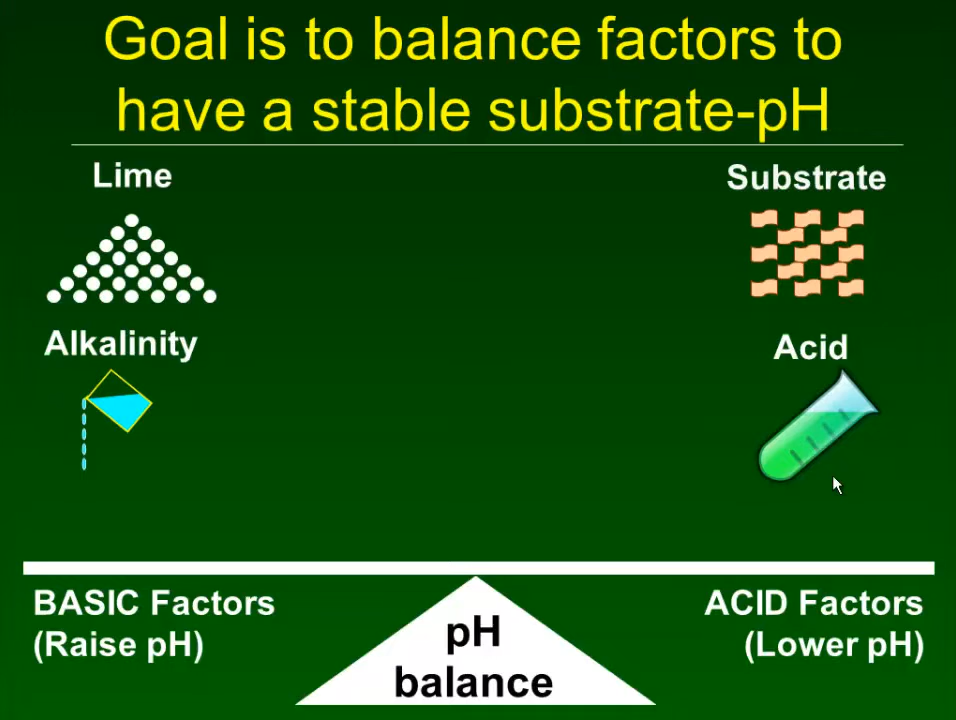 Goal is to balance factors to
have a stable substrate-pH
Lime
Substrate
Alkalinity
Acid
BASIC Factors
(Raise pH)
pH
balance
ACID Factors
(Lower pH)